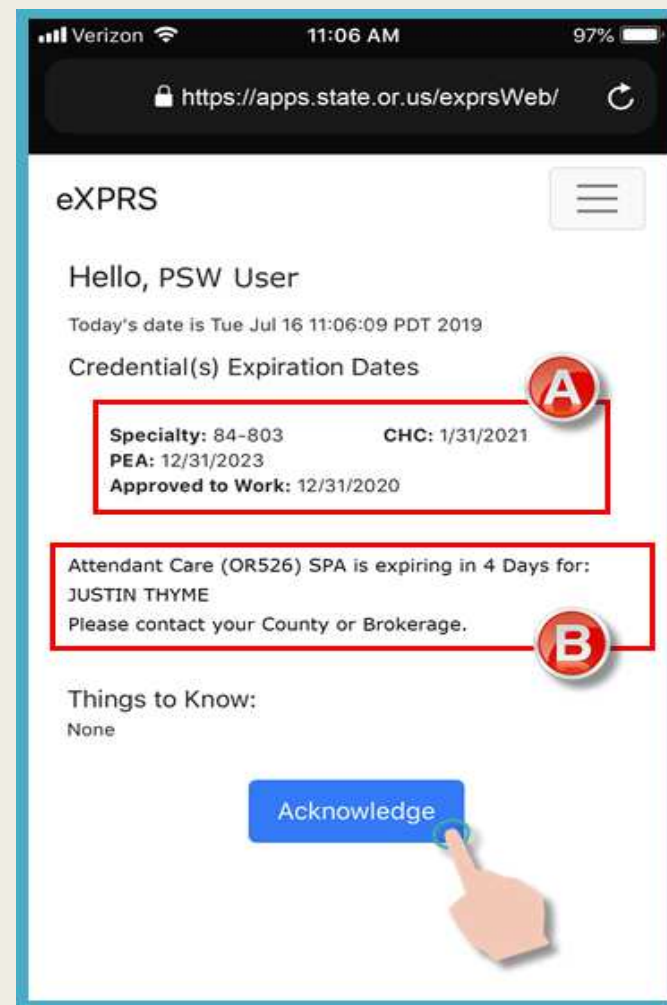 Verizon 11:06 AM 97%
https://apps.state.or.us/exprsWeb/
eXPRS
Hello, PSW User
Today's date is Tue Jul 16 11:06:09 PDT 2019
Credential(s) Expiration Dates
A
Specialty: 84-803 CHC: 1/31/2021
PEA: 12/31/2023
Approved to Work: 12/31/2020
Attendant Care (OR526) SPA is expiring in 4 Days for:
JUSTIN THYME
Please contact your County or Brokerage.
B
Things to Know:
None
Acknowledge